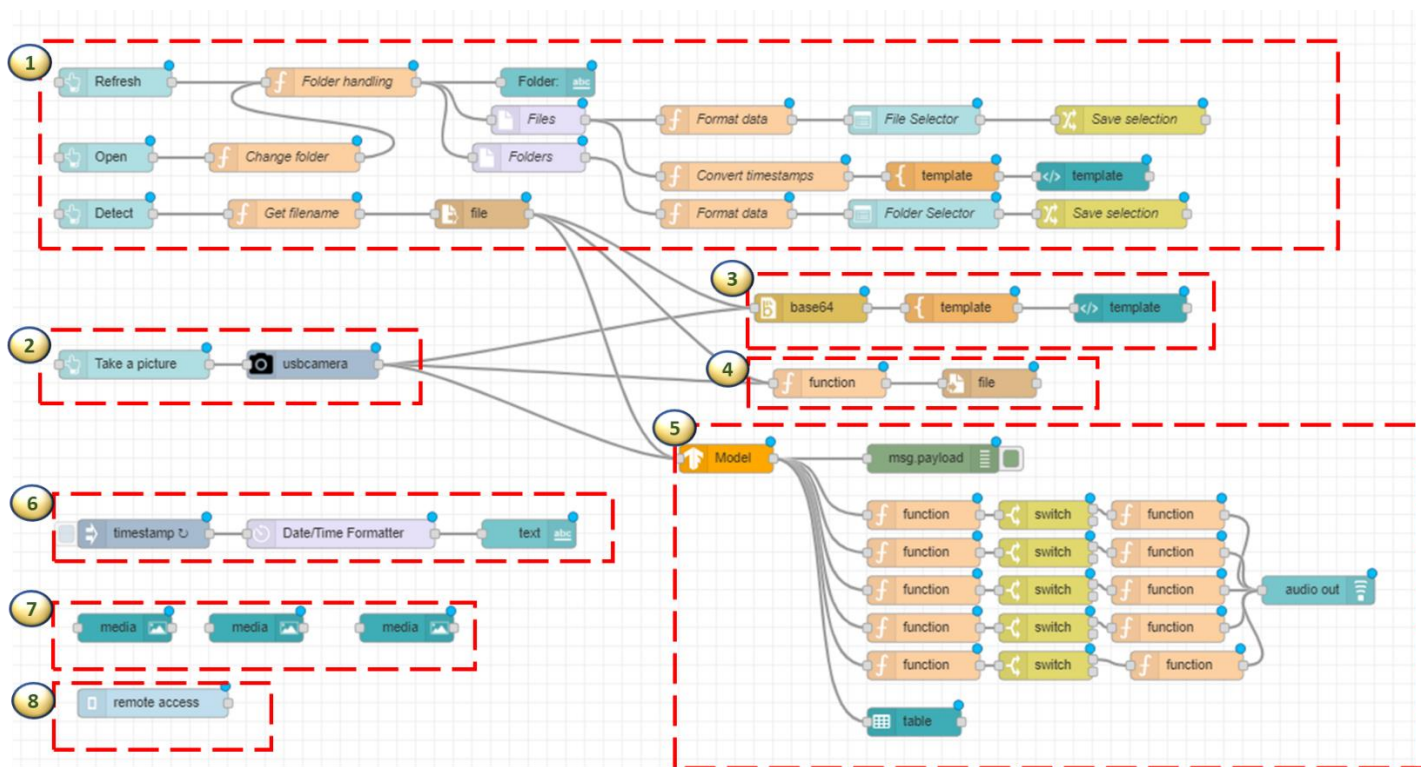 1
Refresh
Folder handling
Folder: abc
Files
Format data
File Selector
Save selection
Open
Change folder
Folders
Convert timestamps
template
template
Detect
Get filename
file
Format data
Folder Selector
Save selection
3
base64
template
template
2
Take a picture
usbcamera
4
function
file
5
Model
msg.payload
function
switch
function
6
timestamp ↻
Date/Time Formatter
text abc
function
switch
function
function
switch
function
audio out
7
media
media
media
function
switch
function
function
switch
function
8
remote access
table